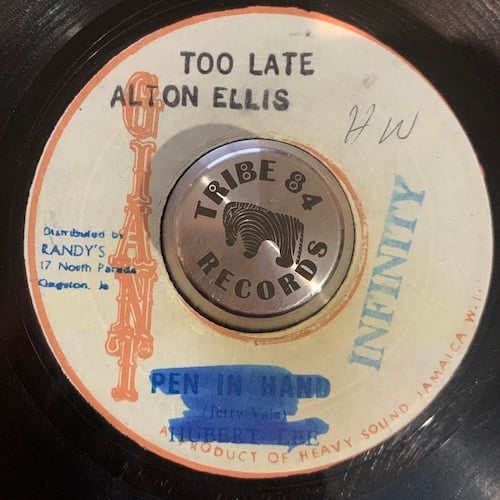 TOO LATE
ALTON ELLIS
HW
GIANT
TRIBE 84
RECORDS
Distributed by
RANDY'S
17 North Parade
Kingston, Ja
INFINITY
PEN IN HAND
(Jerry Vale)
HUBERT LEE
A PRODUCT OF HEAVY SOUND JAMAICA W.I.